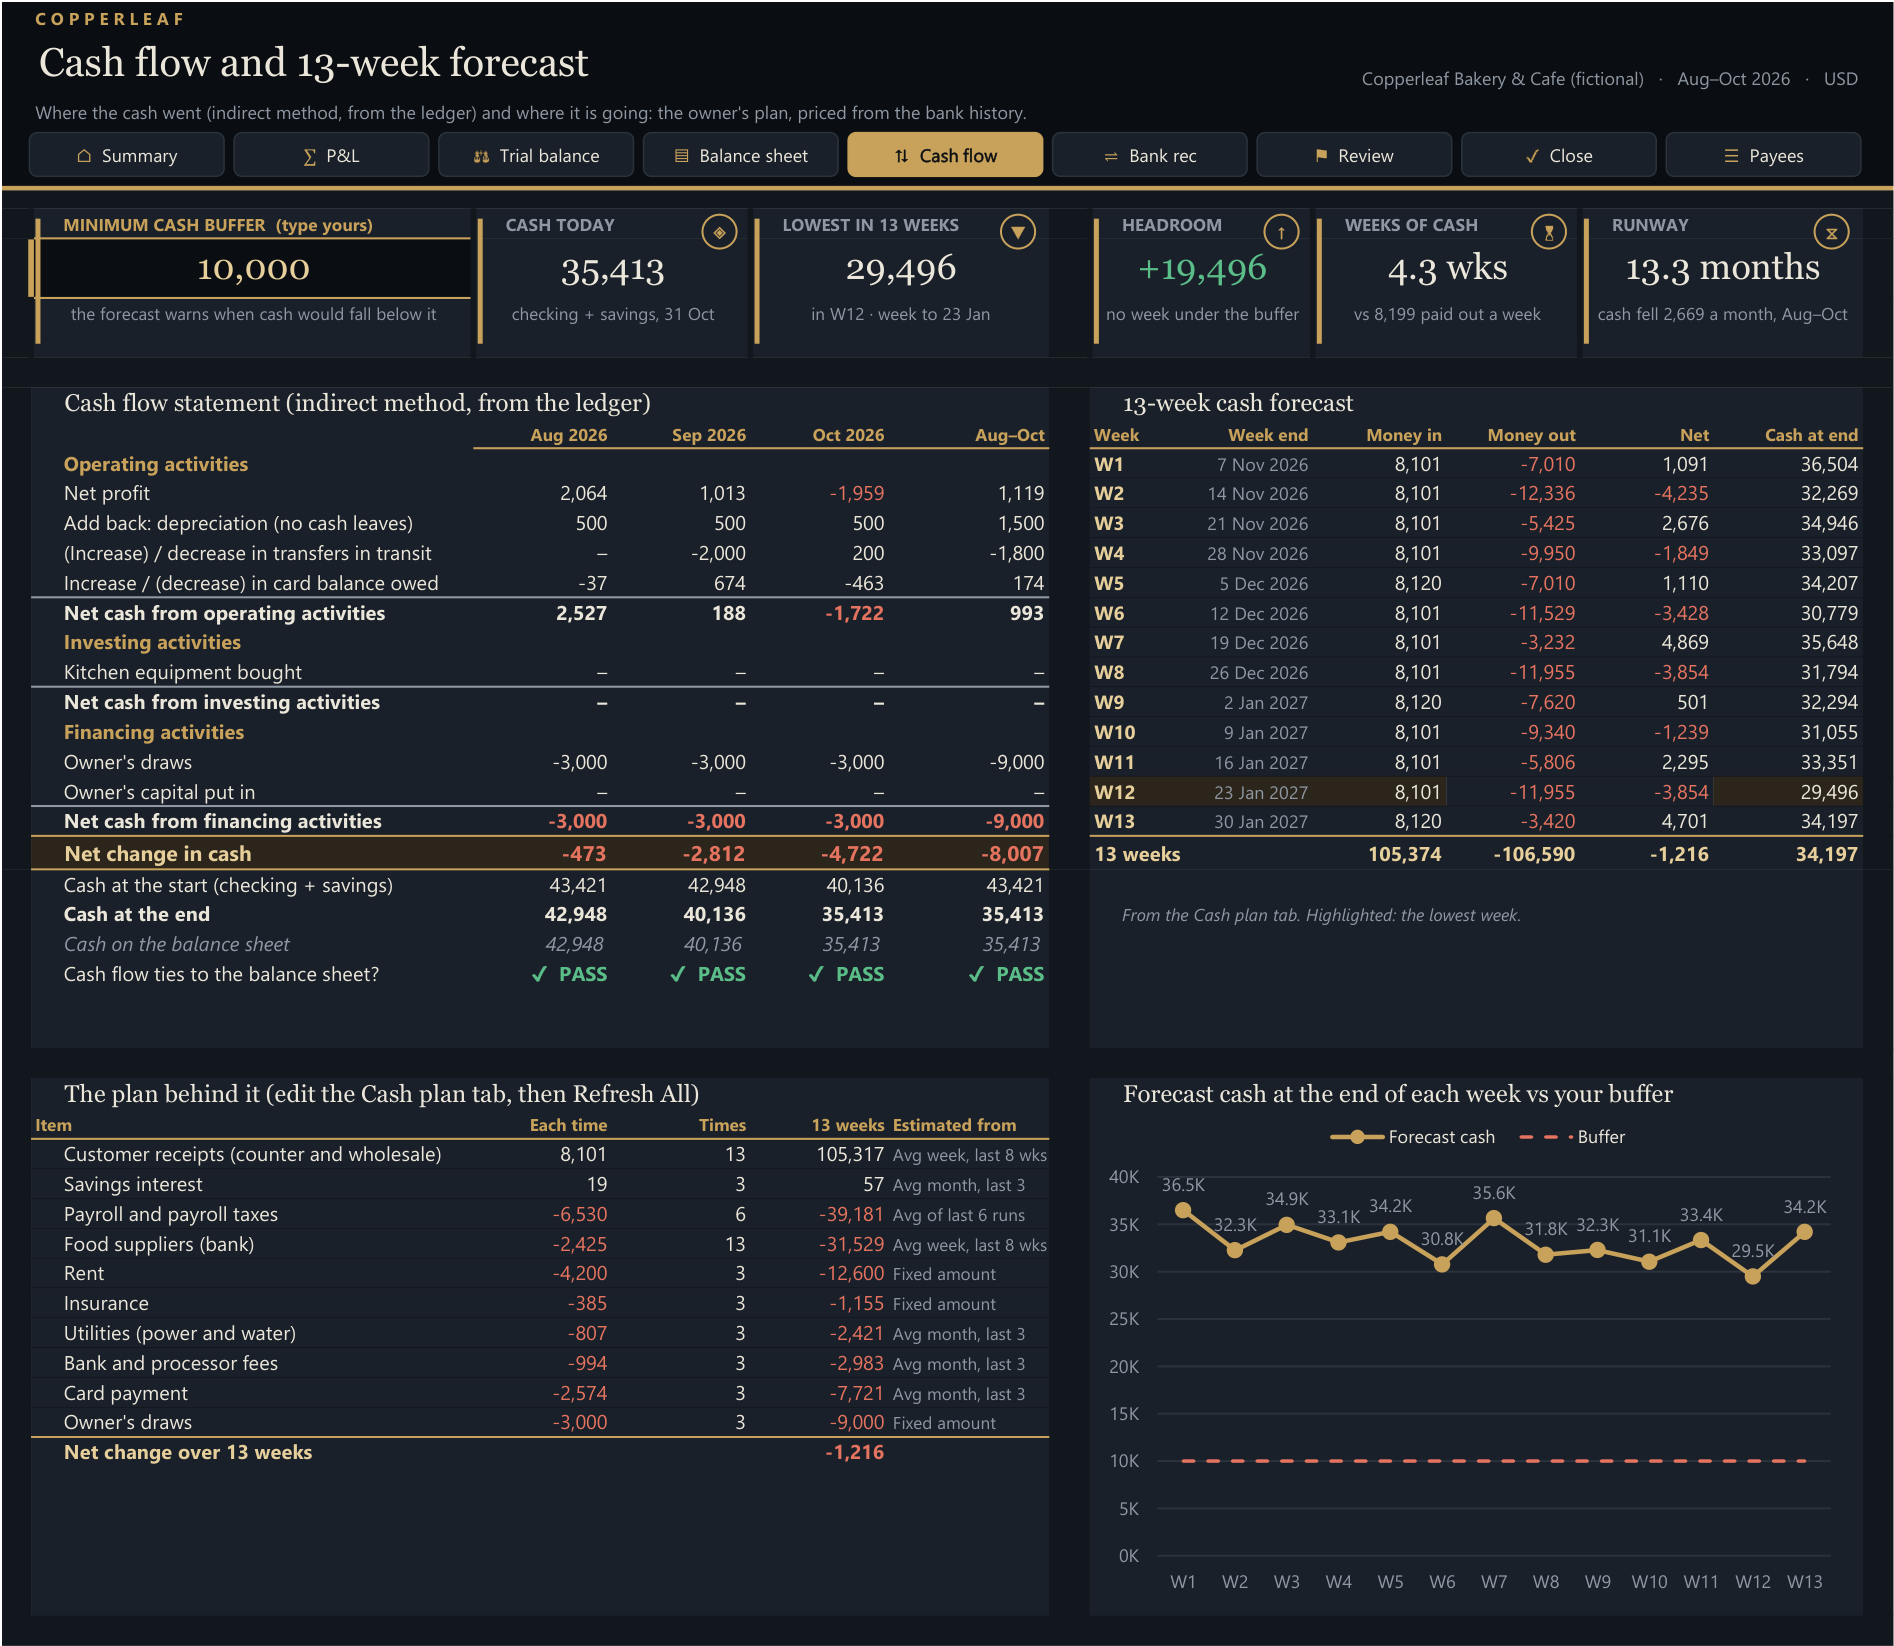 COPPERLEAF
Cash flow and 13-week forecast
Copperleaf Bakery & Cafe (fictional) · Aug–Oct 2026 · USD
Where the cash went (indirect method, from the ledger) and where it is going: the owner's plan, priced from the bank history.
Summary
∑ P&L
Trial balance
Balance sheet
Cash flow
Bank rec
Review
Close
Payees
MINIMUM CASH BUFFER (type yours)
10,000
the forecast warns when cash would fall below it
CASH TODAY
35,413
checking + savings, 31 Oct
LOWEST IN 13 WEEKS
29,496
in W12 · week to 23 Jan
HEADROOM
+19,496
no week under the buffer
WEEKS OF CASH
4.3 wks
vs 8,199 paid out a week
RUNWAY
13.3 months
cash fell 2,669 a month, Aug–Oct
Cash flow statement (indirect method, from the ledger)
Aug 2026 Sep 2026 Oct 2026 Aug–Oct
Operating activities
Net profit 2,064 1,013 -1,959 1,119
Add back: depreciation (no cash leaves) 500 500 500 1,500
(Increase) / decrease in transfers in transit – -2,000 200 -1,800
Increase / (decrease) in card balance owed -37 674 -463 174
Net cash from operating activities 2,527 188 -1,722 993
Investing activities
Kitchen equipment bought – – – –
Net cash from investing activities – – – –
Financing activities
Owner's draws -3,000 -3,000 -3,000 -9,000
Owner's capital put in – – – –
Net cash from financing activities -3,000 -3,000 -3,000 -9,000
Net change in cash -473 -2,812 -4,722 -8,007
Cash at the start (checking + savings) 43,421 42,948 40,136 43,421
Cash at the end 42,948 40,136 35,413 35,413
Cash on the balance sheet 42,948 40,136 35,413 35,413
Cash flow ties to the balance sheet? ✓ PASS ✓ PASS ✓ PASS ✓ PASS
13-week cash forecast
Week Week end Money in Money out Net Cash at end
W1 7 Nov 2026 8,101 -7,010 1,091 36,504
W2 14 Nov 2026 8,101 -12,336 -4,235 32,269
W3 21 Nov 2026 8,101 -5,425 2,676 34,946
W4 28 Nov 2026 8,101 -9,950 -1,849 33,097
W5 5 Dec 2026 8,120 -7,010 1,110 34,207
W6 12 Dec 2026 8,101 -11,529 -3,428 30,779
W7 19 Dec 2026 8,101 -3,232 4,869 35,648
W8 26 Dec 2026 8,101 -11,955 -3,854 31,794
W9 2 Jan 2027 8,120 -7,620 501 32,294
W10 9 Jan 2027 8,101 -9,340 -1,239 31,055
W11 16 Jan 2027 8,101 -5,806 2,295 33,351
W12 23 Jan 2027 8,101 -11,955 -3,854 29,496
W13 30 Jan 2027 8,120 -3,420 4,701 34,197
13 weeks 105,374 -106,590 -1,216 34,197
From the Cash plan tab. Highlighted: the lowest week.
The plan behind it (edit the Cash plan tab, then Refresh All)
Item Each time Times 13 weeks Estimated from
Customer receipts (counter and wholesale) 8,101 13 105,317 Avg week, last 8 wks
Savings interest 19 3 57 Avg month, last 3
Payroll and payroll taxes -6,530 6 -39,181 Avg of last 6 runs
Food suppliers (bank) -2,425 13 -31,529 Avg week, last 8 wks
Rent -4,200 3 -12,600 Fixed amount
Insurance -385 3 -1,155 Fixed amount
Utilities (power and water) -807 3 -2,421 Avg month, last 3
Bank and processor fees -994 3 -2,983 Avg month, last 3
Card payment -2,574 3 -7,721 Avg month, last 3
Owner's draws -3,000 3 -9,000 Fixed amount
Net change over 13 weeks -1,216
Forecast cash at the end of each week vs your buffer
Forecast cash Buffer
40K
35K
30K
25K
20K
15K
10K
5K
0K
36.5K 32.3K 34.9K 33.1K 34.2K 30.8K 35.6K 31.8K 32.3K 31.1K 33.4K 29.5K 34.2K
W1 W2 W3 W4 W5 W6 W7 W8 W9 W10 W11 W12 W13